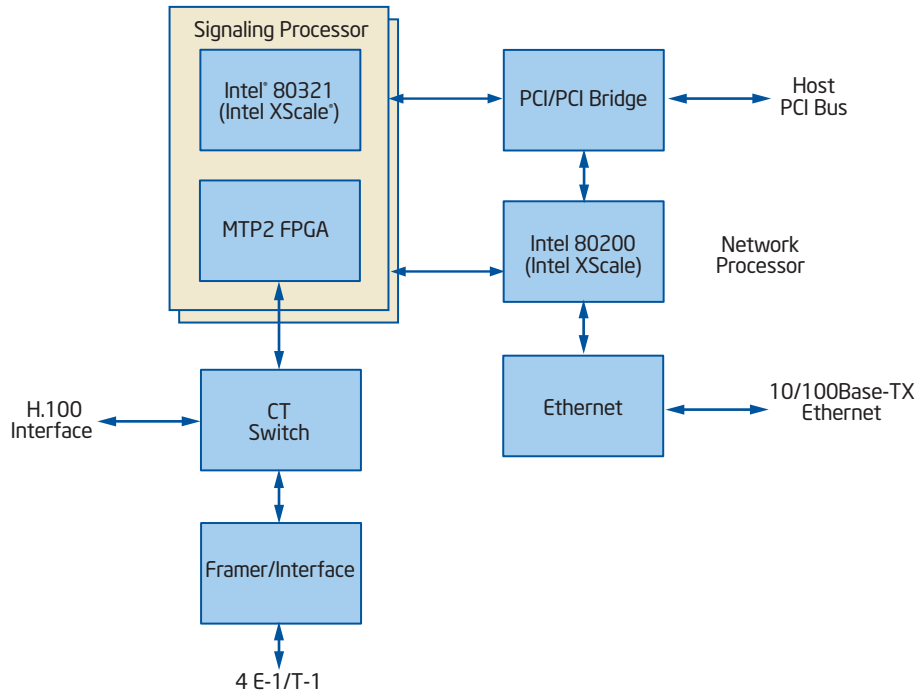 Signaling Processor
Intel® 80321
(Intel XScale®)
PCI/PCI Bridge
Host
PCI Bus
MTP2 FPGA
Intel 80200
(Intel XScale)
Network
Processor
H.100
Interface
CT
Switch
Ethernet
10/100Base-TX
Ethernet
Framer/Interface
4 E-1/T-1